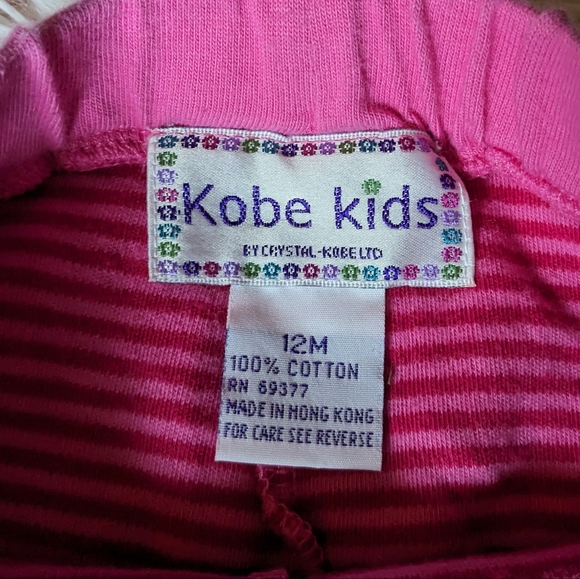 Kobe kids
BY CRYSTAL-KOBE LTD
12M
100% COTTON
RN 69377
MADE IN HONG KONG
FOR CARE SEE REVERSE